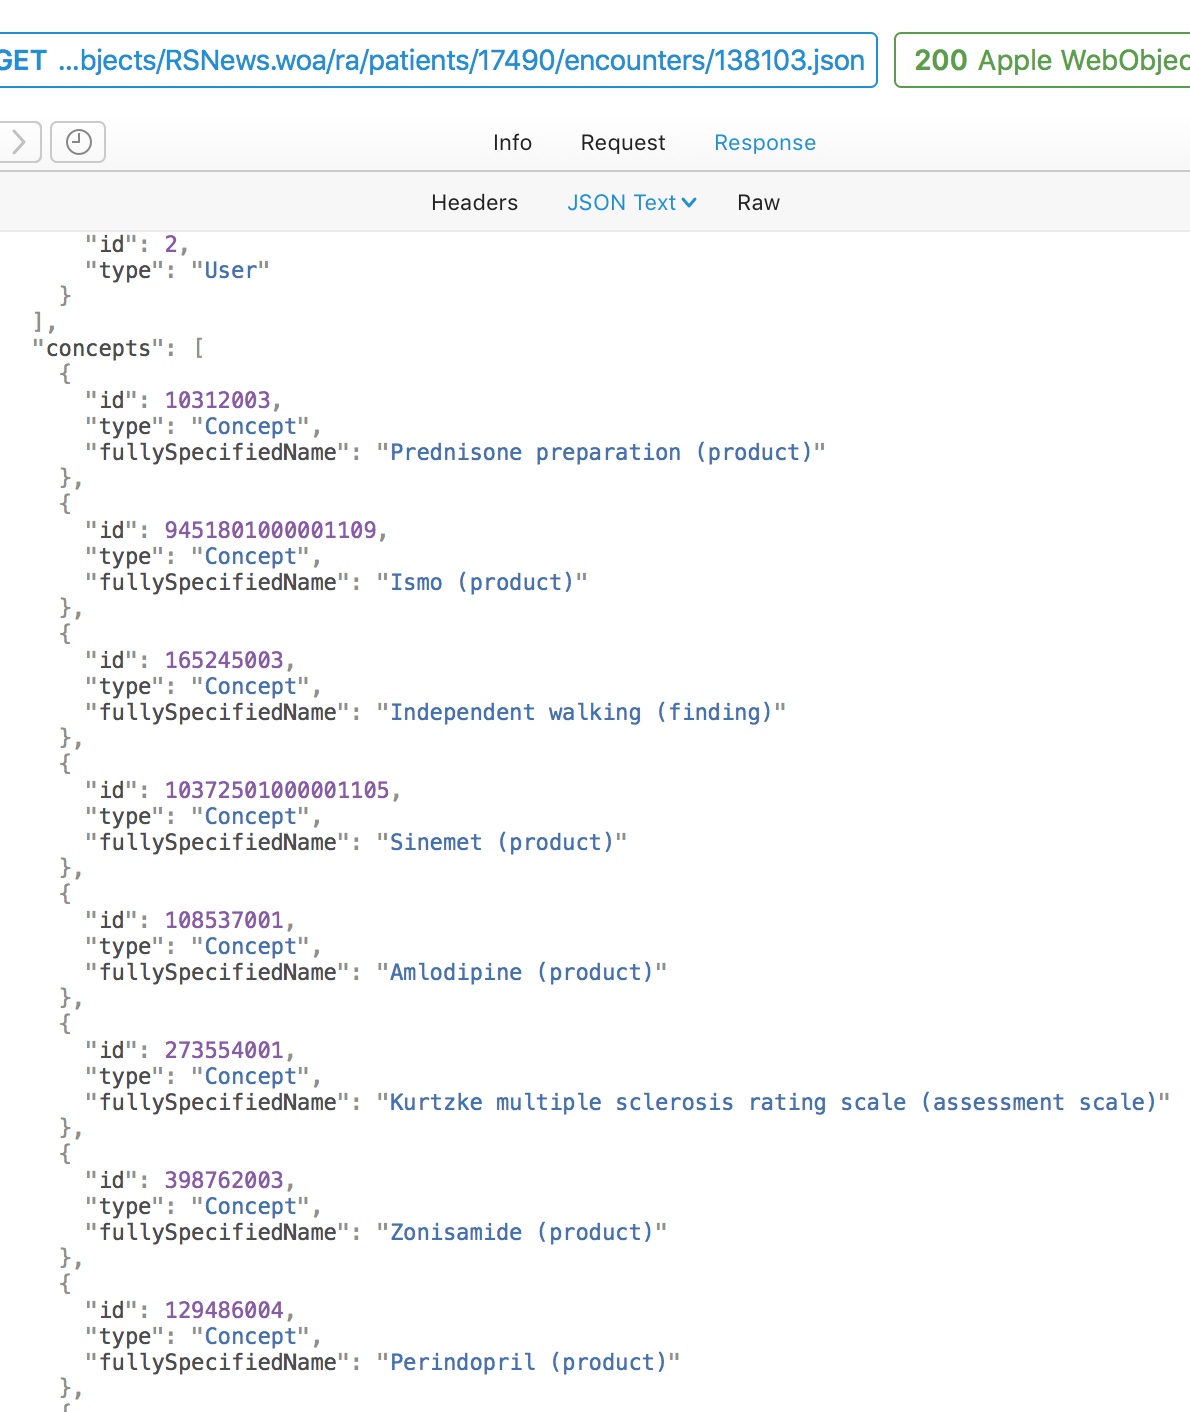 GET ...bjects/RSNews.woa/ra/patients/17490/encounters/138103.json
200 Apple WebObjec
Info Request Response
Headers JSON Text Raw
"id": 2,
"type": "User"
}
],
"concepts": [
{
"id": 10312003,
"type": "Concept",
"fullySpecifiedName": "Prednisone preparation (product)"
},
{
"id": 9451801000001109,
"type": "Concept",
"fullySpecifiedName": "Ismo (product)"
},
{
"id": 165245003,
"type": "Concept",
"fullySpecifiedName": "Independent walking (finding)"
},
{
"id": 10372501000001105,
"type": "Concept",
"fullySpecifiedName": "Sinemet (product)"
},
{
"id": 108537001,
"type": "Concept",
"fullySpecifiedName": "Amlodipine (product)"
},
{
"id": 273554001,
"type": "Concept",
"fullySpecifiedName": "Kurtzke multiple sclerosis rating scale (assessment scale)"
},
{
"id": 398762003,
"type": "Concept",
"fullySpecifiedName": "Zonisamide (product)"
},
{
"id": 129486004,
"type": "Concept",
"fullySpecifiedName": "Perindopril (product)"
},
{